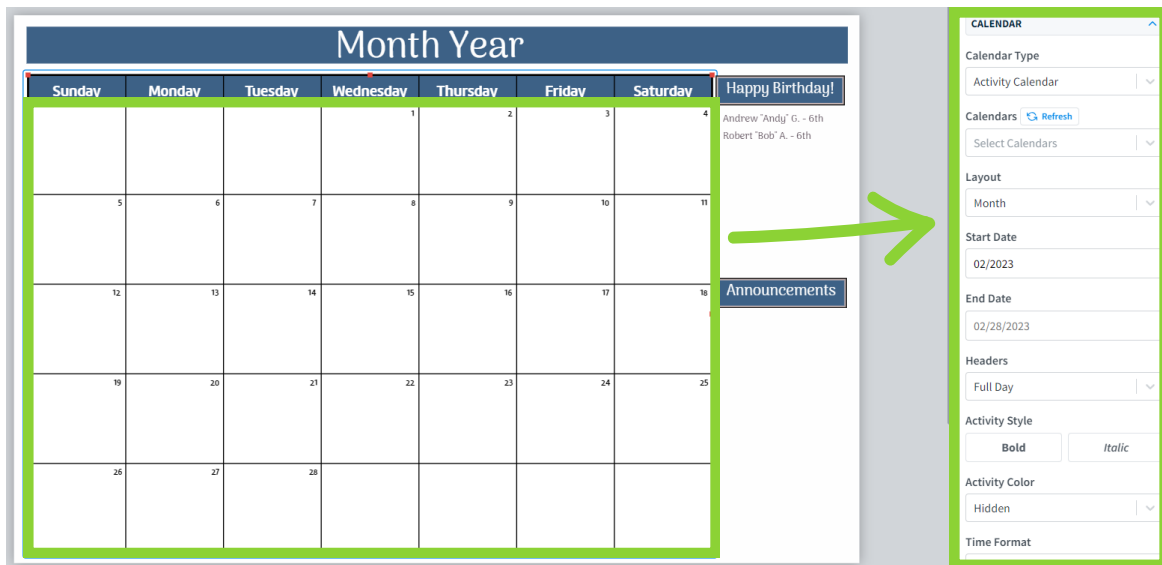 Month Year
Sunday Monday Tuesday Wednesday Thursday Friday Saturday
1 2 3 4
5 6 7 8 9 10 11
12 13 14 15 16 17 18
19 20 21 22 23 24 25
26 27 28
Happy Birthday!
Andrew "Andy" G. - 6th
Robert "Bob" A. - 6th
Announcements
CALENDAR
Calendar Type
Activity Calendar
Calendars Refresh
Select Calendars
Layout
Month
Start Date
02/2023
End Date
02/28/2023
Headers
Full Day
Activity Style
Bold Italic
Activity Color
Hidden
Time Format